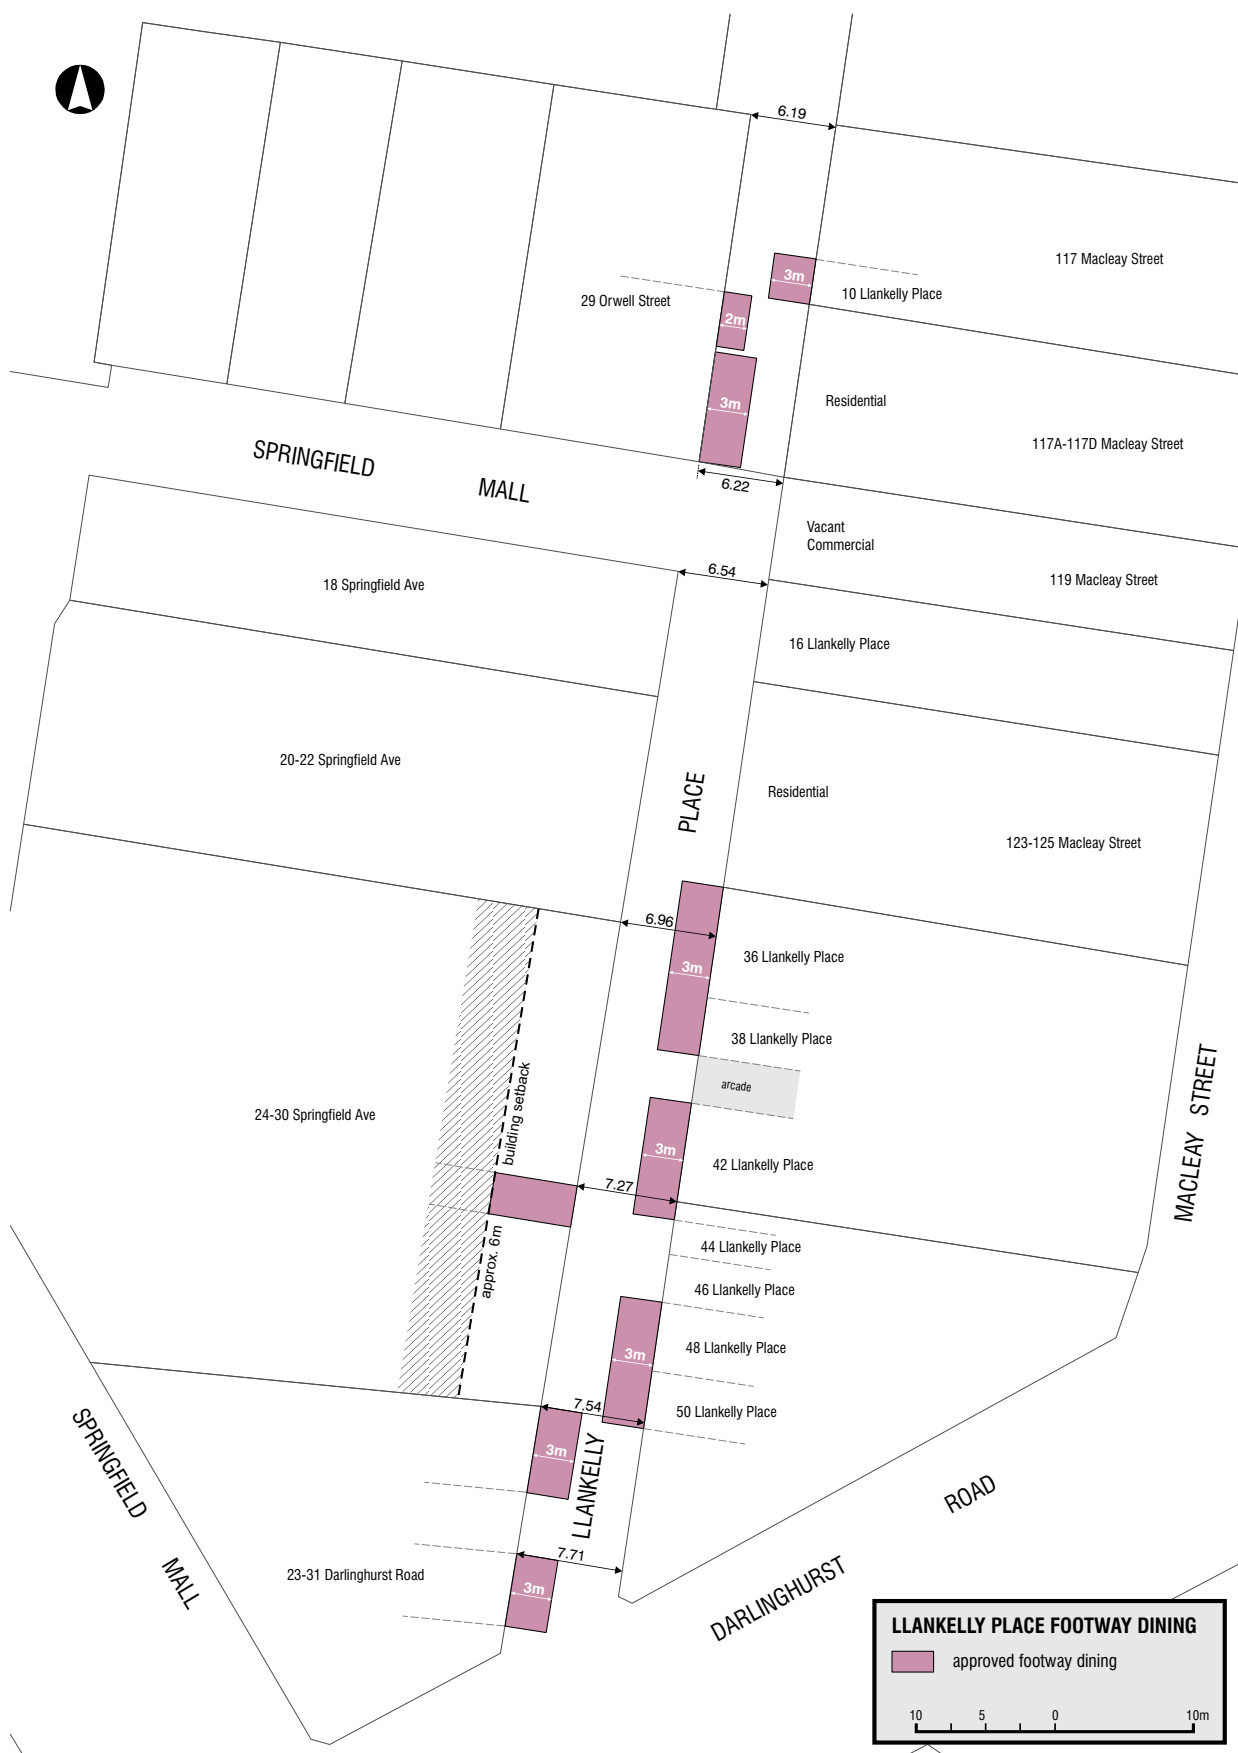 6.19
117 Macleay Street
3m
10 Llankelly Place
29 Orwell Street
2m
3m
Residential
117A-117D Macleay Street
SPRINGFIELD MALL
6.22
Vacant
Commercial
6.54
119 Macleay Street
18 Springfield Ave
16 Llankelly Place
20-22 Springfield Ave
PLACE
Residential
123-125 Macleay Street
6.96
36 Llankelly Place
3m
38 Llankelly Place
arcade
building setback
24-30 Springfield Ave
3m
42 Llankelly Place
MACLEAY STREET
7.27
approx. 6m
44 Llankelly Place
46 Llankelly Place
48 Llankelly Place
3m
50 Llankelly Place
7.54
3m
LLANKELLY
SPRINGFIELD MALL
7.71
23-31 Darlinghurst Road
3m
DARLINGHURST ROAD
LLANKELLY PLACE FOOTWAY DINING
approved footway dining
10 5 0 10m